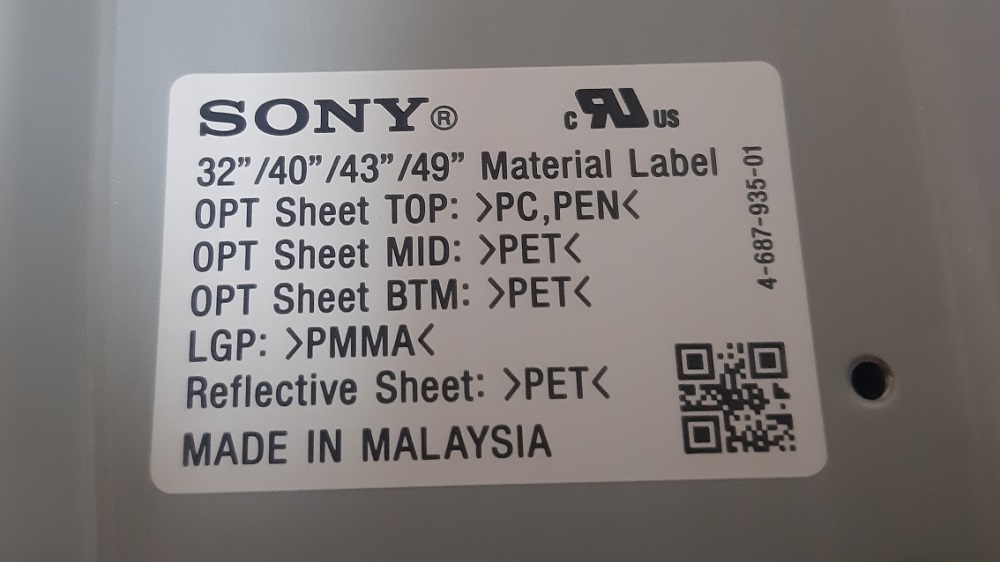 SONY®
c RU US
32”/40”/43”/49” Material Label
OPT Sheet TOP: >PC,PEN<
OPT Sheet MID: >PET<
OPT Sheet BTM: >PET<
LGP: >PMMA<
Reflective Sheet: >PET<
MADE IN MALAYSIA
4-687-935-01